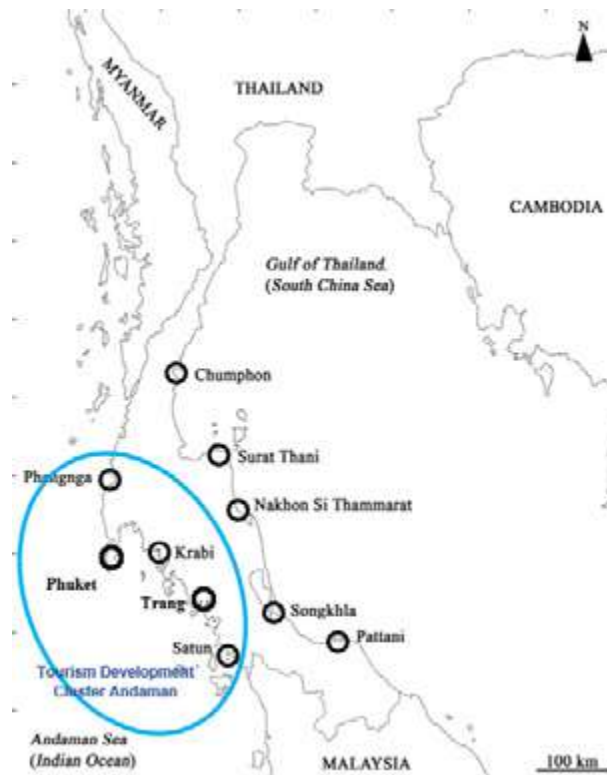 N
MYANMAR
THAILAND
CAMBODIA
Gulf of Thailand.
(South China Sea)
Chumphon
Surat Thani
Phangnga
Nakhon Si Thammarat
Krabi
Phuket
Trang
Songkhla
Pattani
Satun
Tourism Development
Cluster Andaman
Andaman Sea
(Indian Ocean)
MALAYSIA
100 km